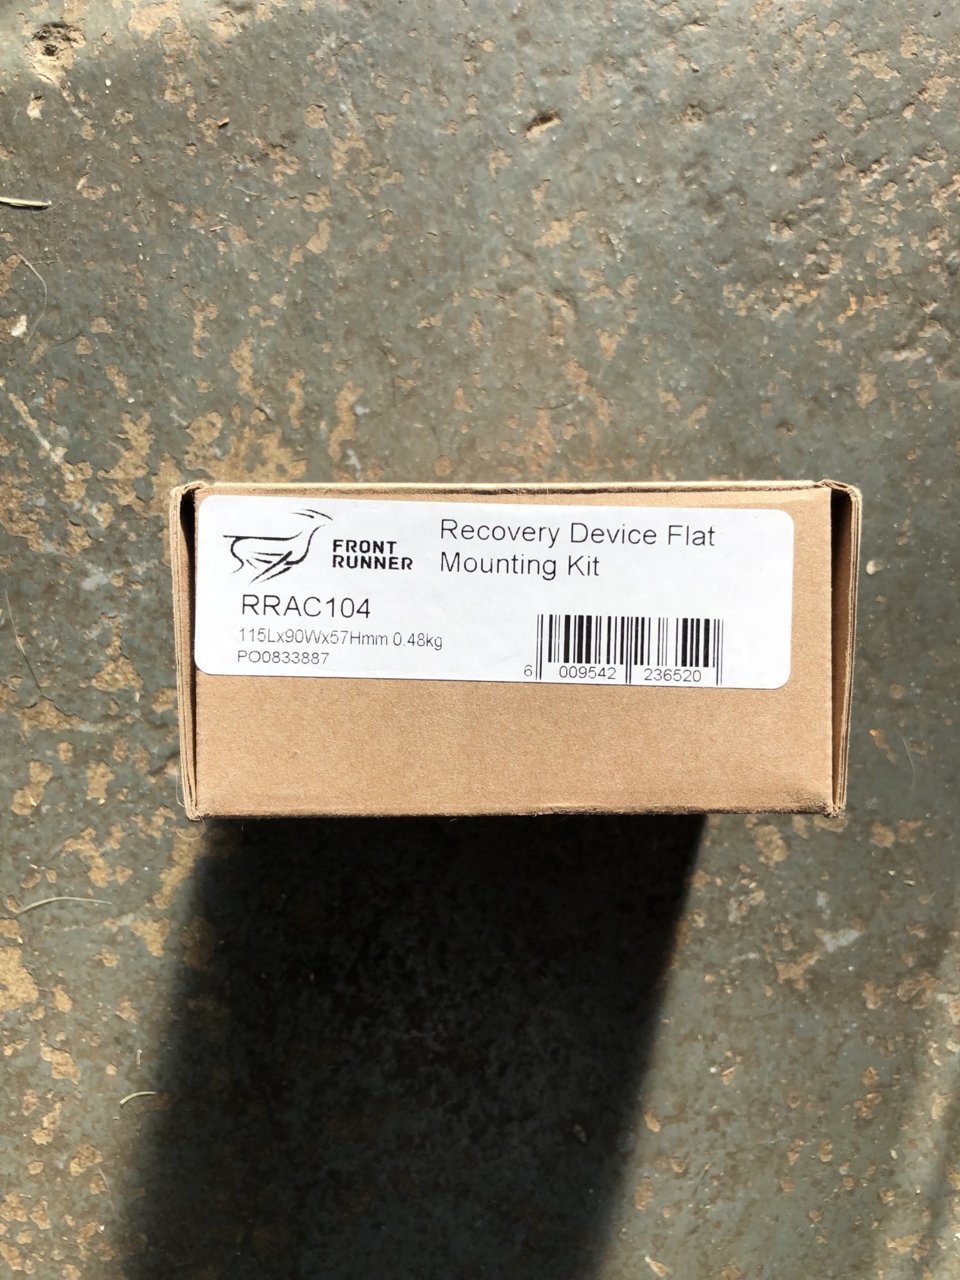 FRONT
RUNNER
Recovery Device Flat
Mounting Kit
RRAC104
115Lx90Wx57Hmm 0.48kg
PO0833887
6 009542 236520